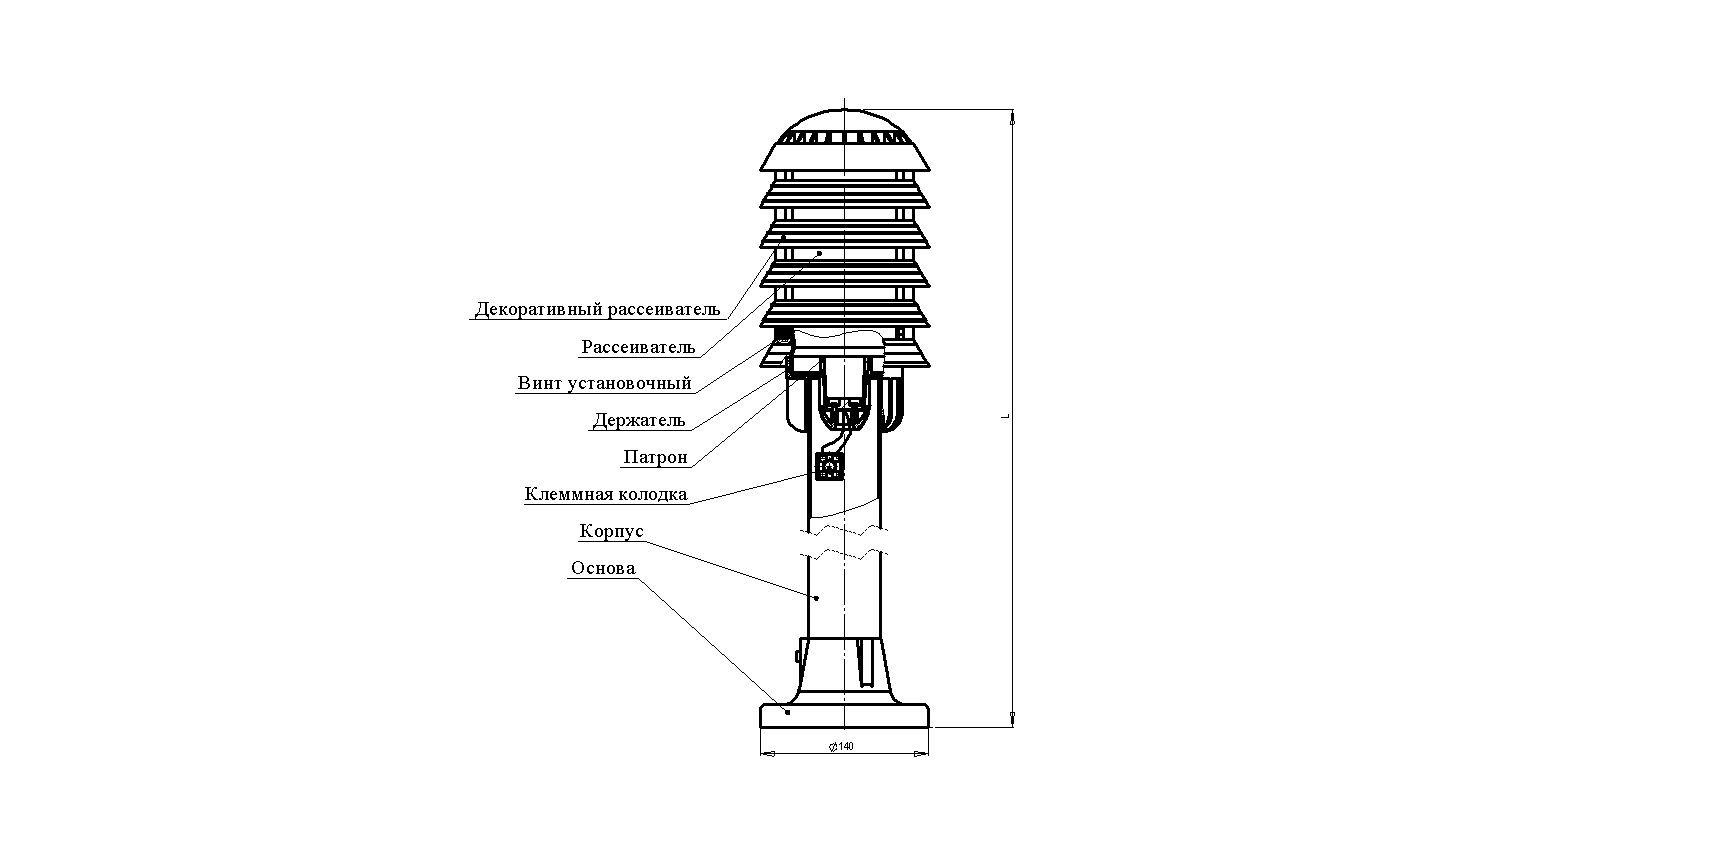 Декоративный рассеиватель
Рассеиватель
Винт установочный
Держатель
Патрон
Клеммная колодка
Корпус
Основа
L
⌀140